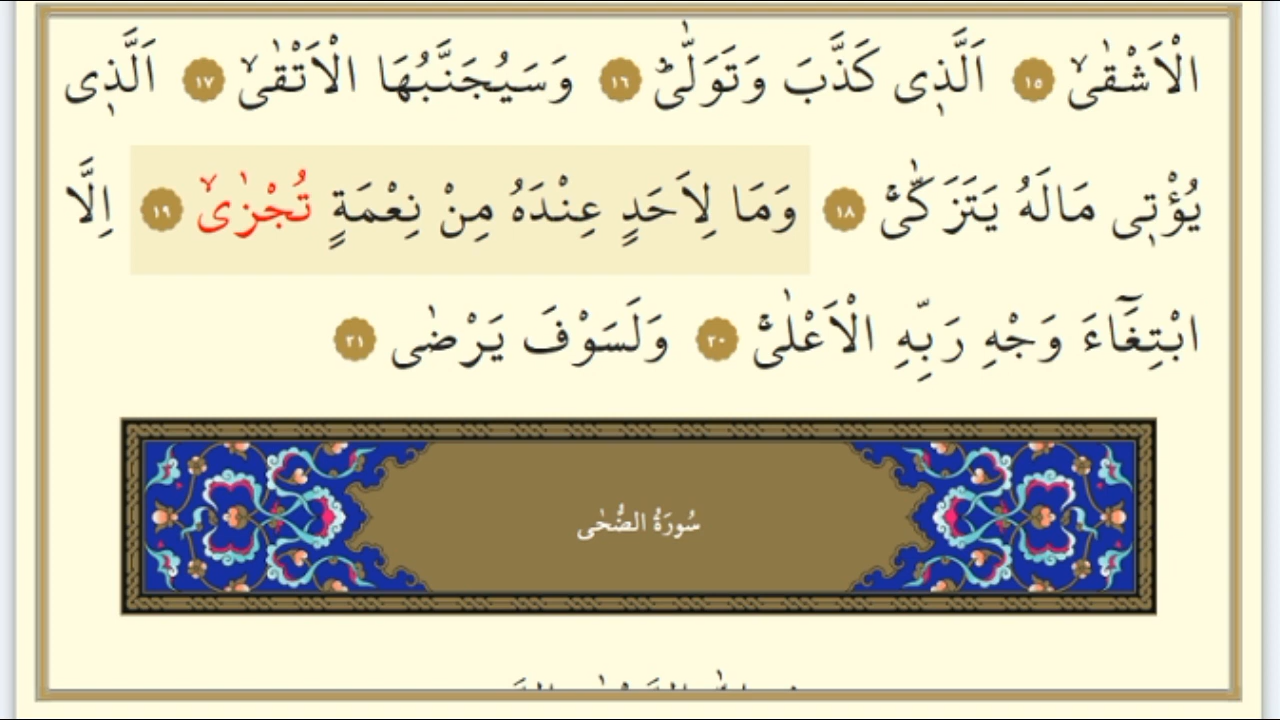 الْاَشْقٰىۙ ١٥ اَلَّذ۪ى كَذَّبَ وَتَوَلّٰىۜ ١٦ وَسَيُجَنَّبُهَا الْاَتْقٰىۙ ١٧ اَلَّذ۪ى
يُؤْت۪ى مَالَهُ يَتَزَكّٰىۚ ١٨ وَمَا لِاَحَدٍ عِنْدَهُ مِنْ نِعْمَةٍ تُجْزٰىۙ ١٩ اِلَّا
ابْتِغَٓاءَ وَجْهِ رَبِّهِ الْاَعْلٰىۚ ٢٠ وَلَسَوْفَ يَرْضٰى ٢١
سُورَةُ الضُّحٰى